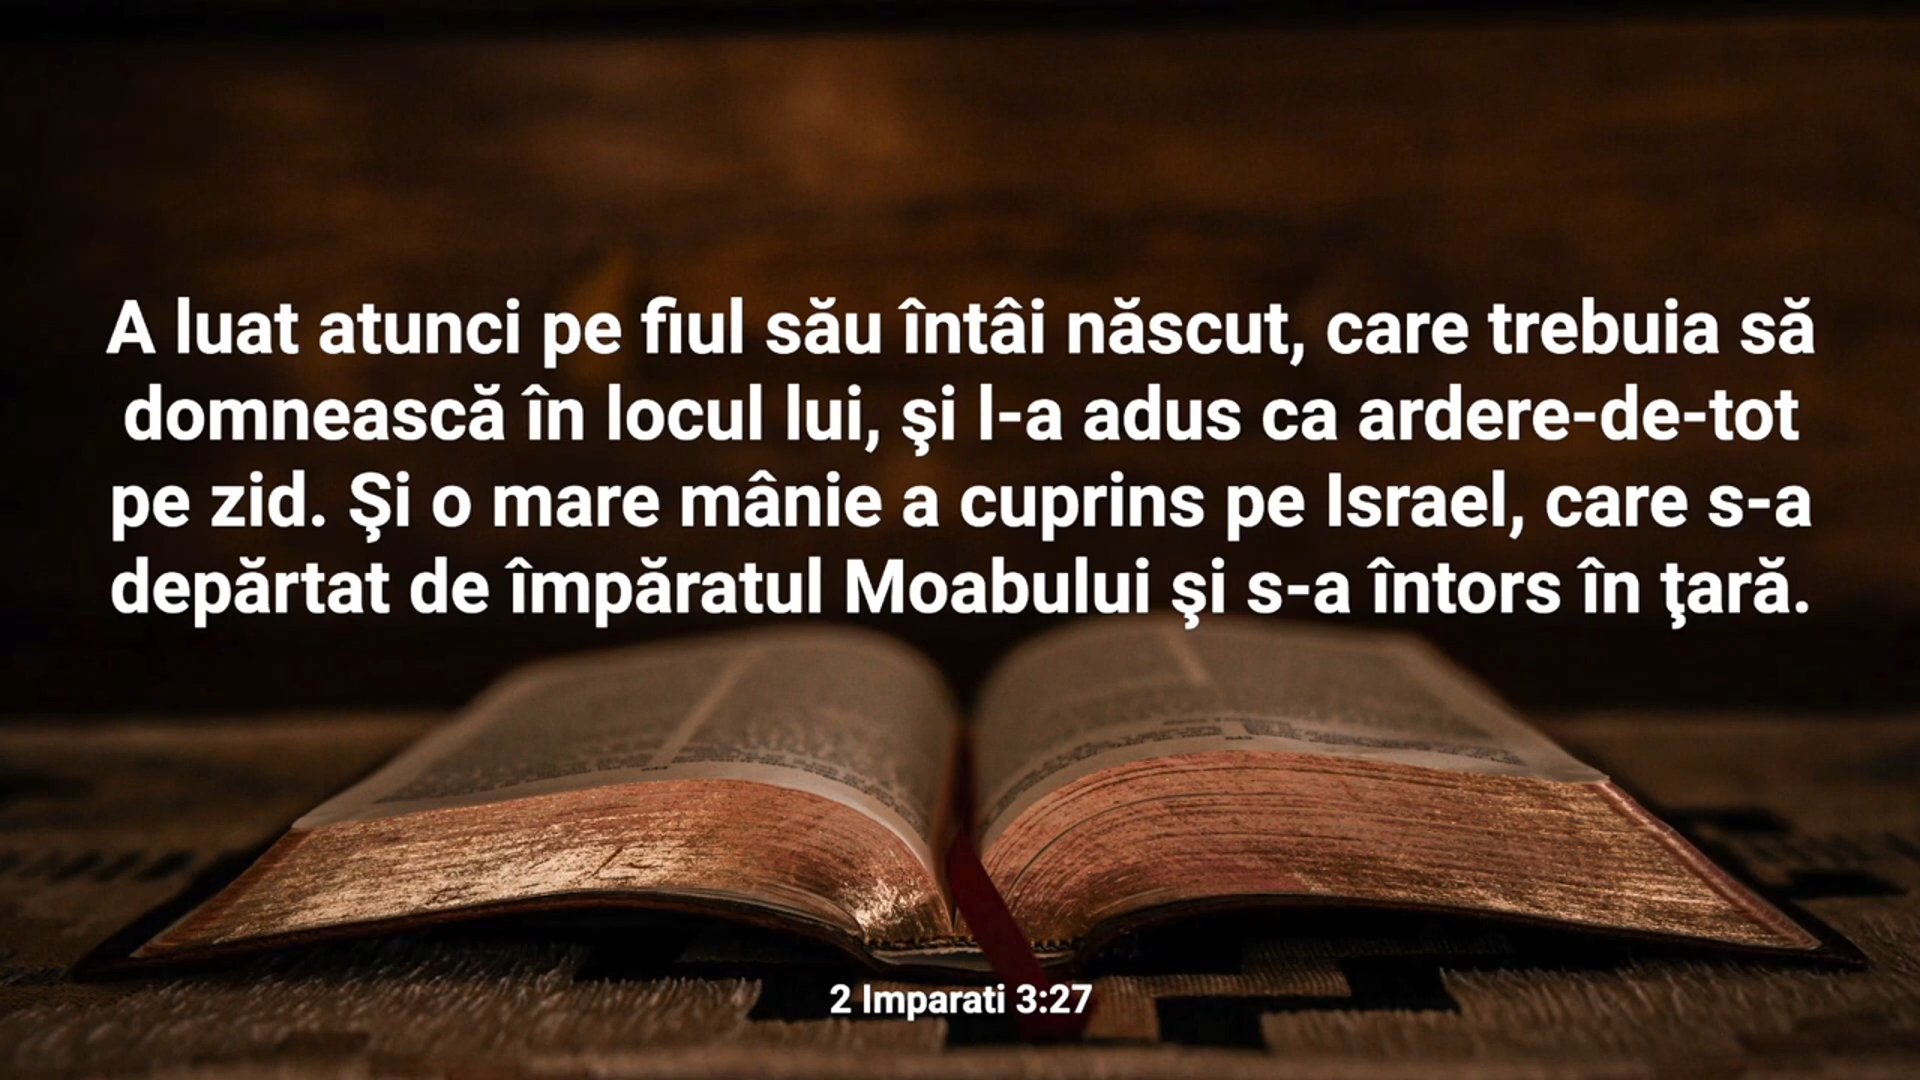 A luat atunci pe fiul său întâi născut, care trebuia să
domnească în locul lui, şi l-a adus ca ardere-de-tot
pe zid. Şi o mare mânie a cuprins pe Israel, care s-a
depărtat de împăratul Moabului şi s-a întors în ţară.
2 Imparati 3:27